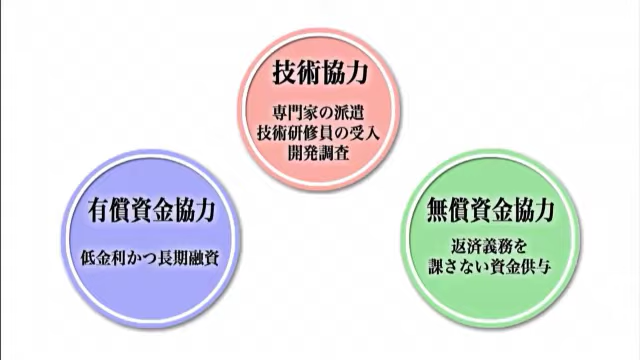 技術協力
専門家の派遣
技術研修員の受入
開発調査
有償資金協力
低金利かつ長期融資
無償資金協力
返済義務を
課さない資金供与